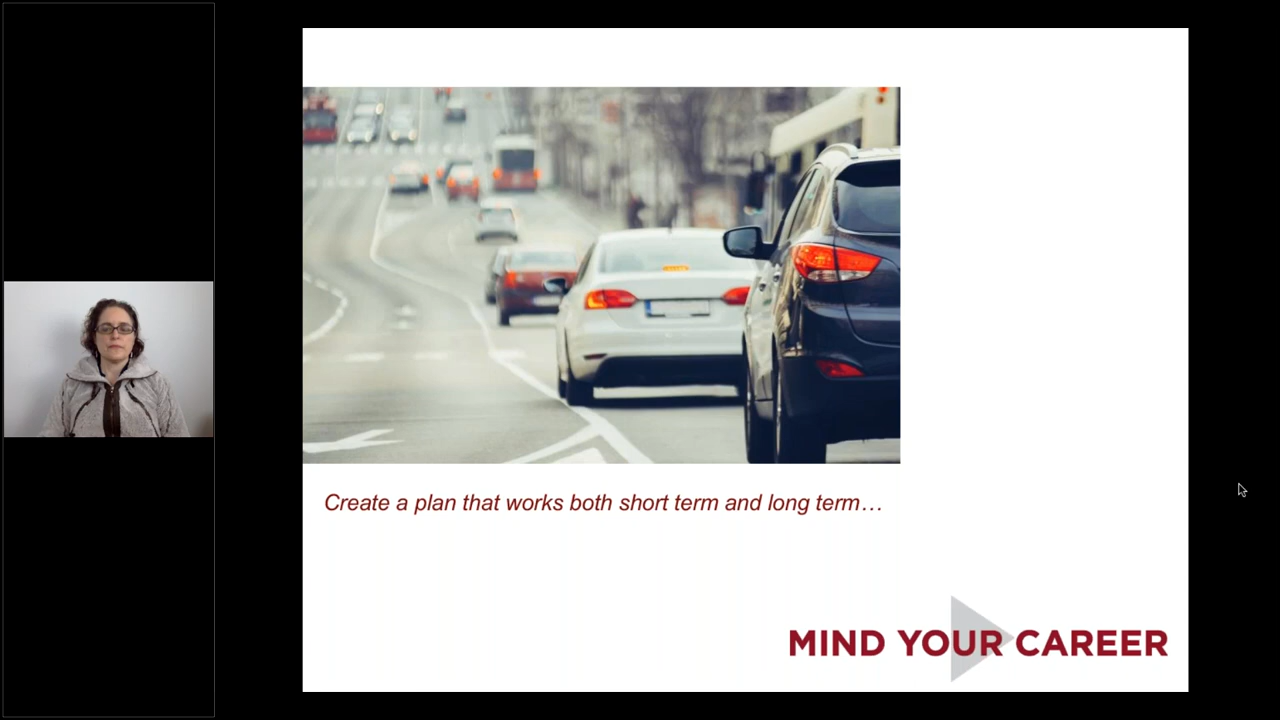 Create a plan that works both short term and long term…
MIND YOUR CAREER